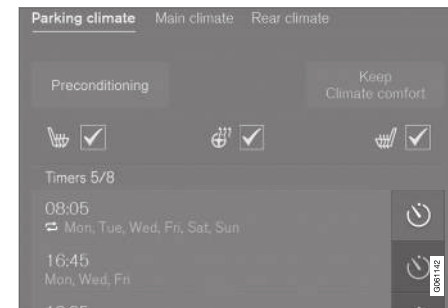 Parking climate Main climate Rear climate
Preconditioning
Keep
Climate comfort
Timers 5/8
08:05
Mon, Tue, Wed, Fri, Sat, Sun
16:45
Mon, Wed, Fri
G061142